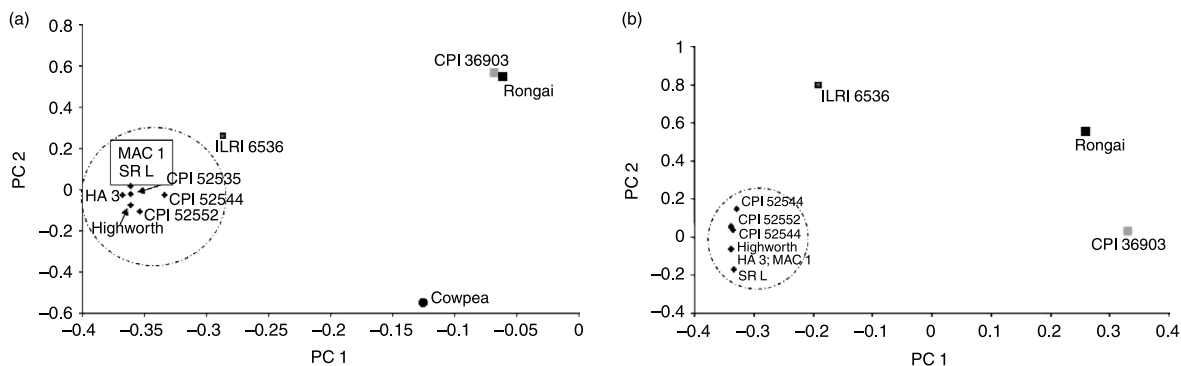 (a)
0.8
0.6
0.4
0.2
0
–0.2
–0.4
–0.6
PC 2
CPI 36903
Rongai
ILRI 6536
MAC 1
SR L
CPI 52535
HA 3
CPI 52544
CPI 52552
Highworth
Cowpea
–0.4 –0.35 –0.3 –0.25 –0.2 –0.15 –0.1 –0.05 0
PC 1
(b)
1
0.8
0.6
0.4
0.2
0
–0.2
–0.4
PC 2
ILRI 6536
Rongai
CPI 52544
CPI 52552
CPI 52544
Highworth
HA 3; MAC 1
SR L
CPI 36903
–0.4 –0.3 –0.2 –0.1 0 0.1 0.2 0.3 0.4
PC 1